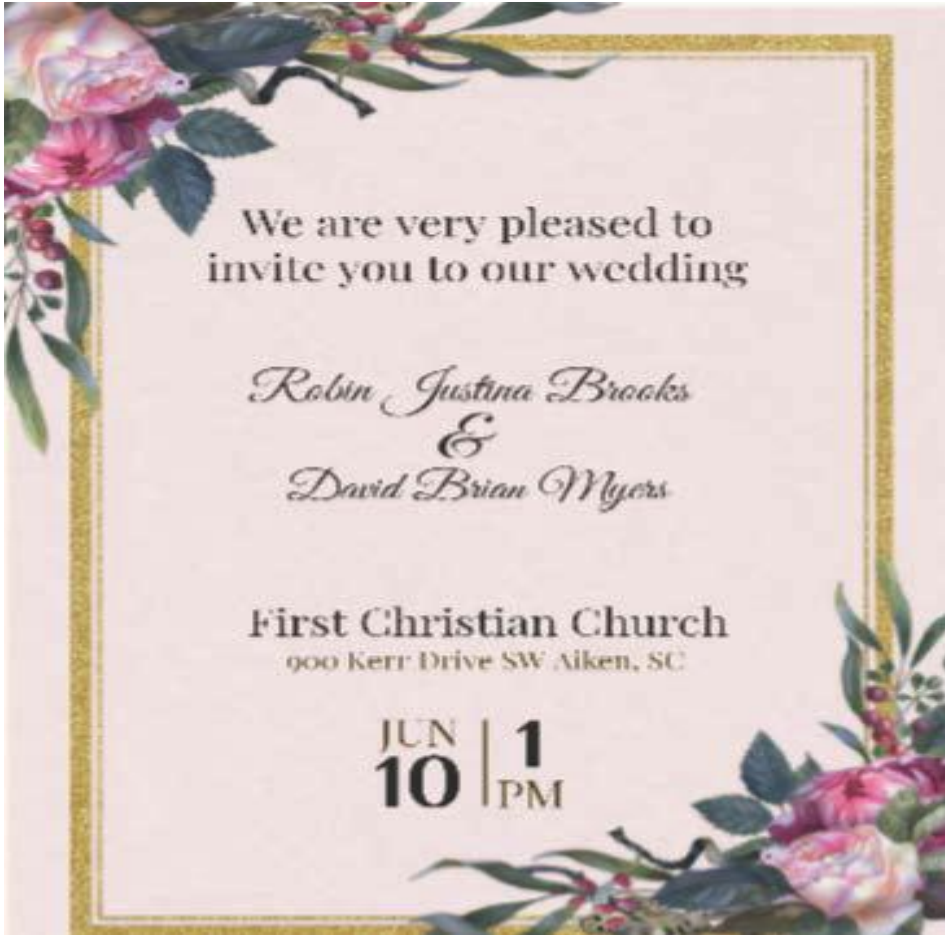 We are very pleased to
invite you to our wedding
Robin Justina Brooks
&
David Brian Myers
First Christian Church
900 Kerr Drive SW Aiken, SC
JUN
10
1
PM